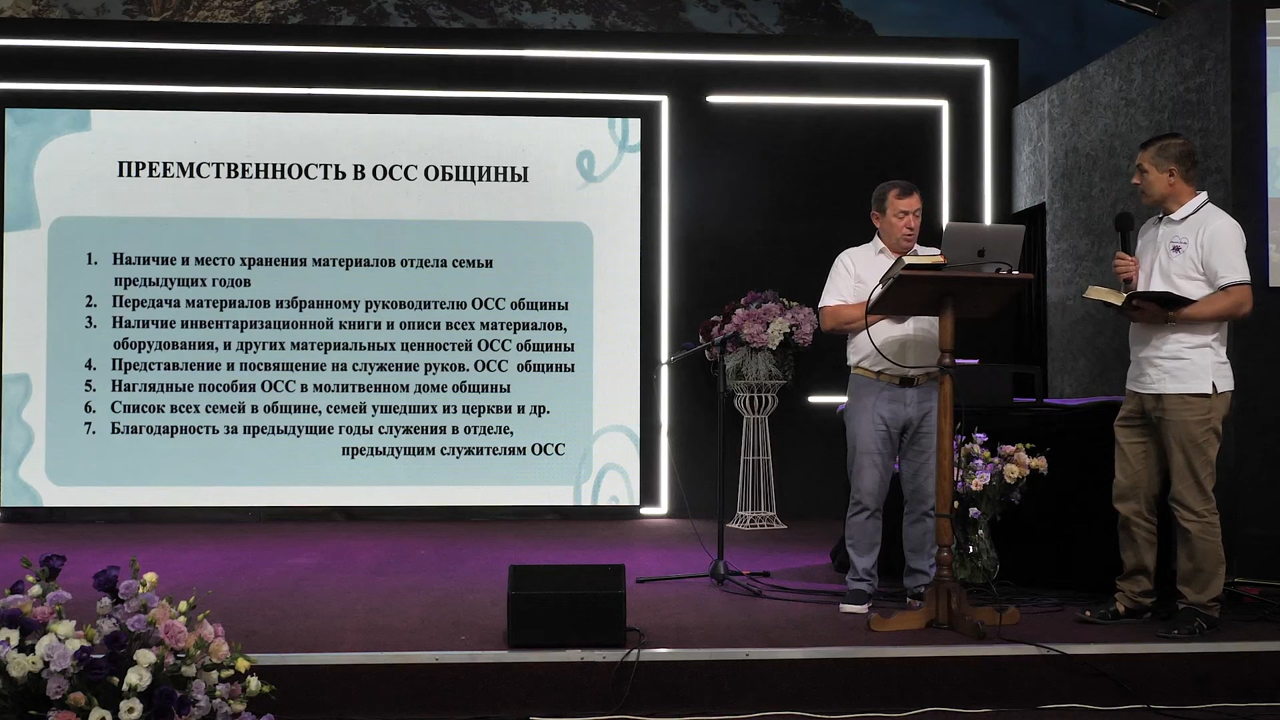 ПРЕЕМСТВЕННОСТЬ В ОСС ОБЩИНЫ
1. Наличие и место хранения материалов отдела семьи
предыдущих годов
2. Передача материалов избранному руководителю ОСС общины
3. Наличие инвентаризационной книги и описи всех материалов,
оборудования, и других материальных ценностей ОСС общины
4. Представление и посвящение на служение руков. ОСС общины
5. Наглядные пособия ОСС в молитвенном доме общины
6. Список всех семей в общине, семей ушедших из церкви и др.
7. Благодарность за предыдущие годы служения в отделе,
предыдущим служителям ОСС